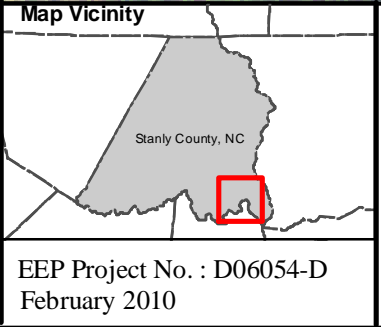 Map Vicinity
Stanly County, NC
EEP Project No. : D06054-D
February 2010